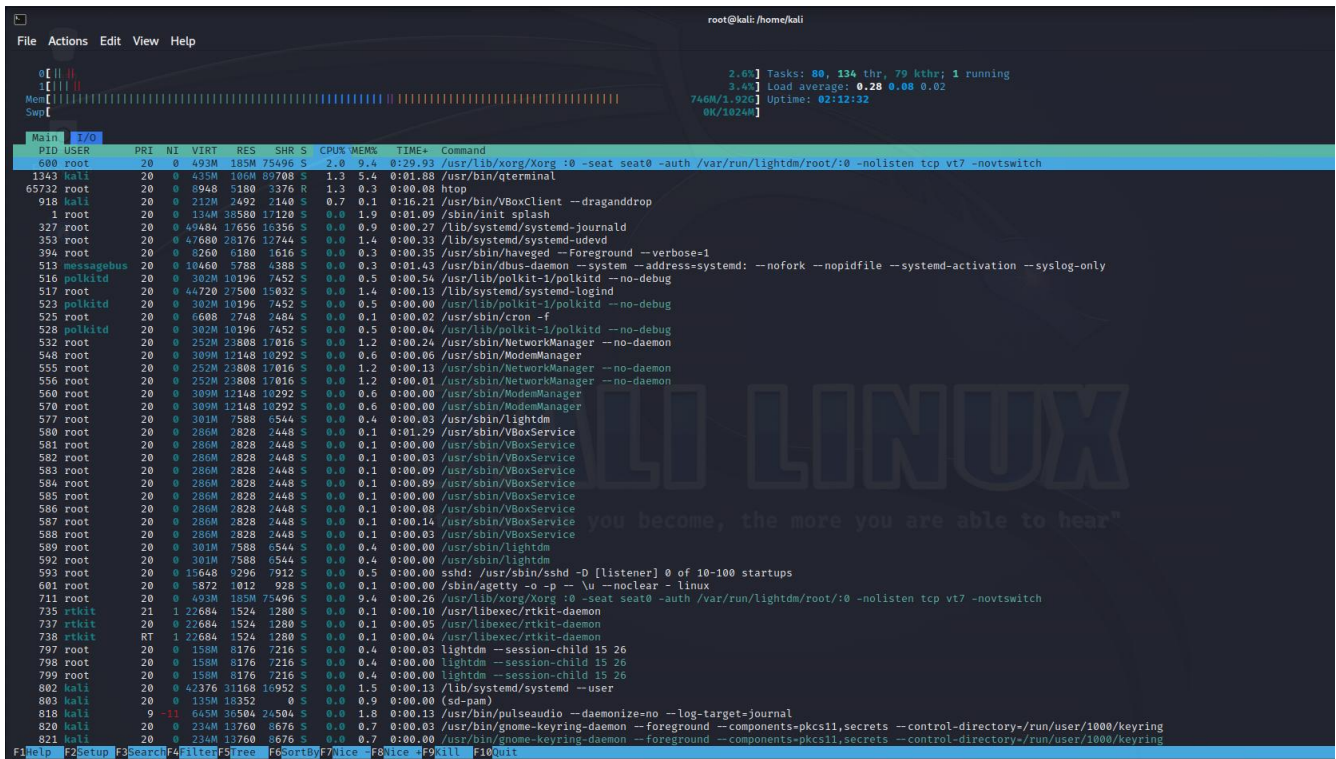 root@kali: /home/kali
File Actions Edit View Help
0[|| || 2.6%] Tasks: 80, 134 thr, 79 kthr; 1 running
1[||| || 3.4%] Load average: 0.28 0.08 0.02
Mem[ 746M/1.92G] Uptime: 02:12:32
Swp[ 0K/1024M]
Main I/O
PID USER PRI NI VIRT RES SHR S CPU% MEM% TIME+ Command
600 root 20 0 493M 185M 75496 S 2.0 9.4 0:29.93 /usr/lib/xorg/Xorg :0 -seat seat0 -auth /var/run/lightdm/root/:0 -nolisten tcp vt7 -novtswitch
1343 kali 20 0 435M 106M 89708 S 1.3 5.4 0:01.88 /usr/bin/qterminal
65732 root 20 0 8948 5180 3376 R 1.3 0.3 0:00.08 htop
918 kali 20 0 212M 2492 2140 S 0.7 0.1 0:16.21 /usr/bin/VBoxClient --draganddrop
1 root 20 0 134M 38580 17120 S 0.0 1.9 0:01.09 /sbin/init splash
327 root 20 0 49484 17656 16356 S 0.0 0.9 0:00.27 /lib/systemd/systemd-journald
353 root 20 0 47680 28176 12744 S 0.0 1.4 0:00.33 /lib/systemd/systemd-udevd
394 root 20 0 8260 6180 1616 S 0.0 0.3 0:00.35 /usr/sbin/haveged --Foreground --verbose=1
513 messagebus 20 0 10460 5788 4388 S 0.0 0.3 0:01.43 /usr/bin/dbus-daemon --system --address=systemd: --nofork --nopidfile --systemd-activation --syslog-only
516 polkitd 20 0 302M 10196 7452 S 0.0 0.5 0:00.54 /usr/lib/polkit-1/polkitd --no-debug
517 root 20 0 44720 27500 15032 S 0.0 1.4 0:00.13 /lib/systemd/systemd-logind
523 polkitd 20 0 302M 10196 7452 S 0.0 0.5 0:00.00 /usr/lib/polkit-1/polkitd --no-debug
525 root 20 0 6608 2748 2484 S 0.0 0.1 0:00.02 /usr/sbin/cron -f
528 polkitd 20 0 302M 10196 7452 S 0.0 0.5 0:00.04 /usr/lib/polkit-1/polkitd --no-debug
532 root 20 0 252M 23808 17016 S 0.0 1.2 0:00.24 /usr/sbin/NetworkManager --no-daemon
548 root 20 0 309M 12148 10292 S 0.0 0.6 0:00.06 /usr/sbin/ModemManager
555 root 20 0 252M 23808 17016 S 0.0 1.2 0:00.13 /usr/sbin/NetworkManager --no-daemon
556 root 20 0 252M 23808 17016 S 0.0 1.2 0:00.01 /usr/sbin/NetworkManager --no-daemon
560 root 20 0 309M 12148 10292 S 0.0 0.6 0:00.00 /usr/sbin/ModemManager
570 root 20 0 309M 12148 10292 S 0.0 0.6 0:00.00 /usr/sbin/ModemManager
577 root 20 0 301M 7588 6544 S 0.0 0.4 0:00.03 /usr/sbin/lightdm
580 root 20 0 286M 2828 2448 S 0.0 0.1 0:01.29 /usr/sbin/VBoxService
581 root 20 0 286M 2828 2448 S 0.0 0.1 0:00.00 /usr/sbin/VBoxService
582 root 20 0 286M 2828 2448 S 0.0 0.1 0:00.03 /usr/sbin/VBoxService
583 root 20 0 286M 2828 2448 S 0.0 0.1 0:00.09 /usr/sbin/VBoxService
584 root 20 0 286M 2828 2448 S 0.0 0.1 0:00.89 /usr/sbin/VBoxService
585 root 20 0 286M 2828 2448 S 0.0 0.1 0:00.00 /usr/sbin/VBoxService
586 root 20 0 286M 2828 2448 S 0.0 0.1 0:00.08 /usr/sbin/VBoxService
587 root 20 0 286M 2828 2448 S 0.0 0.1 0:00.14 /usr/sbin/VBoxService
588 root 20 0 286M 2828 2448 S 0.0 0.1 0:00.03 /usr/sbin/VBoxService
589 root 20 0 301M 7588 6544 S 0.0 0.4 0:00.00 /usr/sbin/lightdm
592 root 20 0 301M 7588 6544 S 0.0 0.4 0:00.00 /usr/sbin/lightdm
593 root 20 0 15648 9296 7912 S 0.0 0.5 0:00.00 sshd: /usr/sbin/sshd -D [listener] 0 of 10-100 startups
601 root 20 0 5872 1012 928 S 0.0 0.1 0:00.00 /sbin/agetty -o -p -- \u --noclear - linux
711 root 20 0 493M 185M 75496 S 0.0 9.4 0:00.26 /usr/lib/xorg/Xorg :0 -seat seat0 -auth /var/run/lightdm/root/:0 -nolisten tcp vt7 -novtswitch
735 rtkit 21 1 22684 1524 1280 S 0.0 0.1 0:00.10 /usr/libexec/rtkit-daemon
737 rtkit 20 0 22684 1524 1280 S 0.0 0.1 0:00.05 /usr/libexec/rtkit-daemon
738 rtkit RT 1 22684 1524 1280 S 0.0 0.1 0:00.04 /usr/libexec/rtkit-daemon
797 root 20 0 158M 8176 7216 S 0.0 0.4 0:00.03 lightdm --session-child 15 26
798 root 20 0 158M 8176 7216 S 0.0 0.4 0:00.00 lightdm --session-child 15 26
799 root 20 0 158M 8176 7216 S 0.0 0.4 0:00.00 lightdm --session-child 15 26
802 kali 20 0 42376 31168 16952 S 0.0 1.5 0:00.13 /lib/systemd/systemd --user
803 kali 20 0 135M 18352 0 S 0.0 0.9 0:00.00 (sd-pam)
818 kali 9 -11 645M 36504 24504 S 0.0 1.8 0:00.13 /usr/bin/pulseaudio --daemonize=no --log-target=journal
820 kali 20 0 234M 13760 8676 S 0.0 0.7 0:00.03 /usr/bin/gnome-keyring-daemon --foreground --components=pkcs11,secrets --control-directory=/run/user/1000/keyring
821 kali 20 0 234M 13760 8676 S 0.0 0.7 0:00.00 /usr/bin/gnome-keyring-daemon --foreground --components=pkcs11,secrets --control-directory=/run/user/1000/keyring
F1Help F2Setup F3SearchF4FilterF5Tree F6SortByF7Nice -F8Nice +F9Kill F10Quit
KALI LINUX
you become, the more you are able to hear"